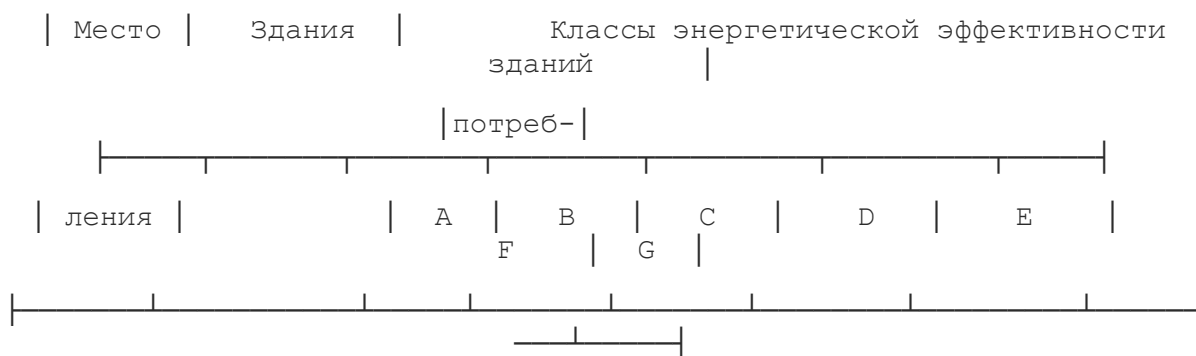 │ Место │ Здания │ Классы энергетической эффективности
зданий │
│потреб-│
│ ления │ │ A │ B │ C │ D │ E │
F │ G │